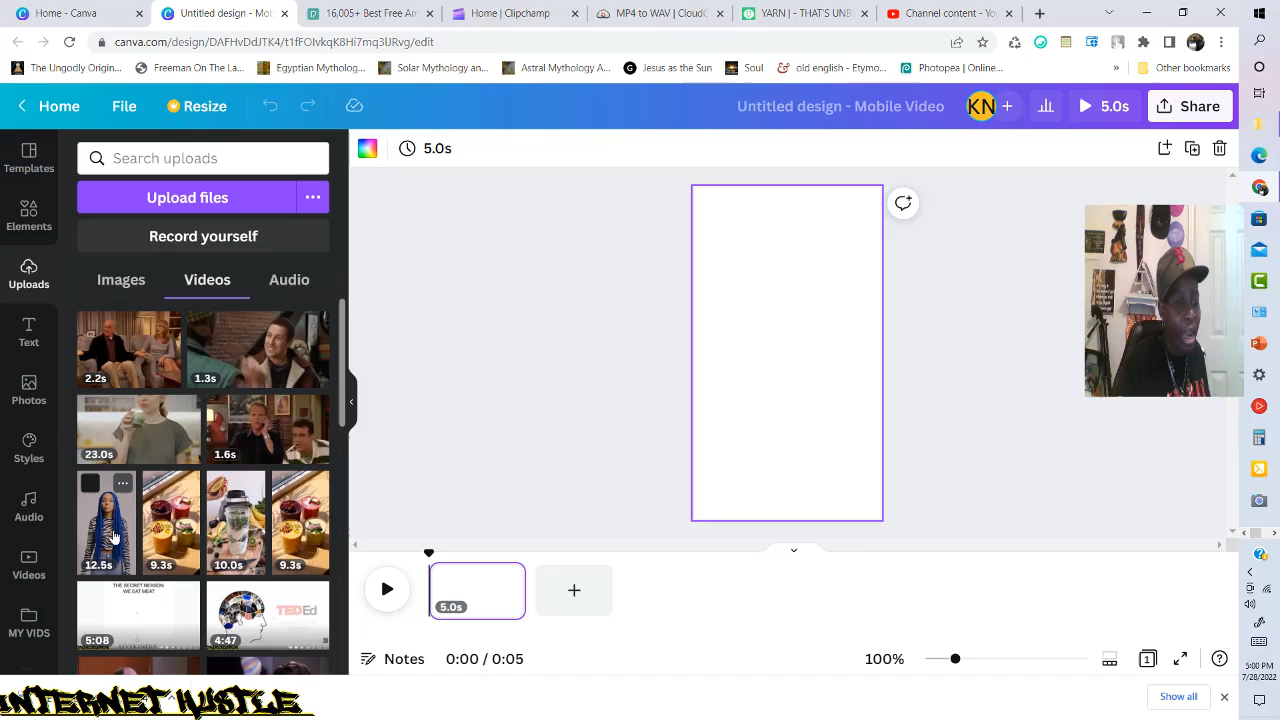 Home - Canva
Uploads - Untitled design - Mot
16,005+ Best Free Am
Home | Clipchamp
MP4 to WAV | CloudC
YARN | - THAT'S UNB
Channel content - Yo
canva.com/design/DAFHvDdJTK4/t1fOIvkqK8Hi7mq3IJRvg/edit
The Ungodly Origin...
Freeman On The La...
Egyptian Mytholog...
Solar Mythology an...
Astral Mythology A...
Jesus as the Sun
Soul
old english - Etymo...
Photopea | Online...
»
Other bookmarks
Home
File
Resize
Untitled design - Mobile Video
KN
5.0s
Share
Templates
Elements
Uploads
Text
Photos
Styles
Audio
Videos
MY VIDS
Search uploads
Upload files
Record yourself
Images
Videos
Audio
2.2s
1.3s
23.0s
1.6s
12.5s
9.3s
10.0s
9.3s
THE SECRET REASON
WE EAT MEAT
5:08
TEDEd
4:47
5.0s
5.0s
Notes
0:00 / 0:05
100%
1
INTERNET HUSTLE
Show all
5:00 PM
7/28/2022